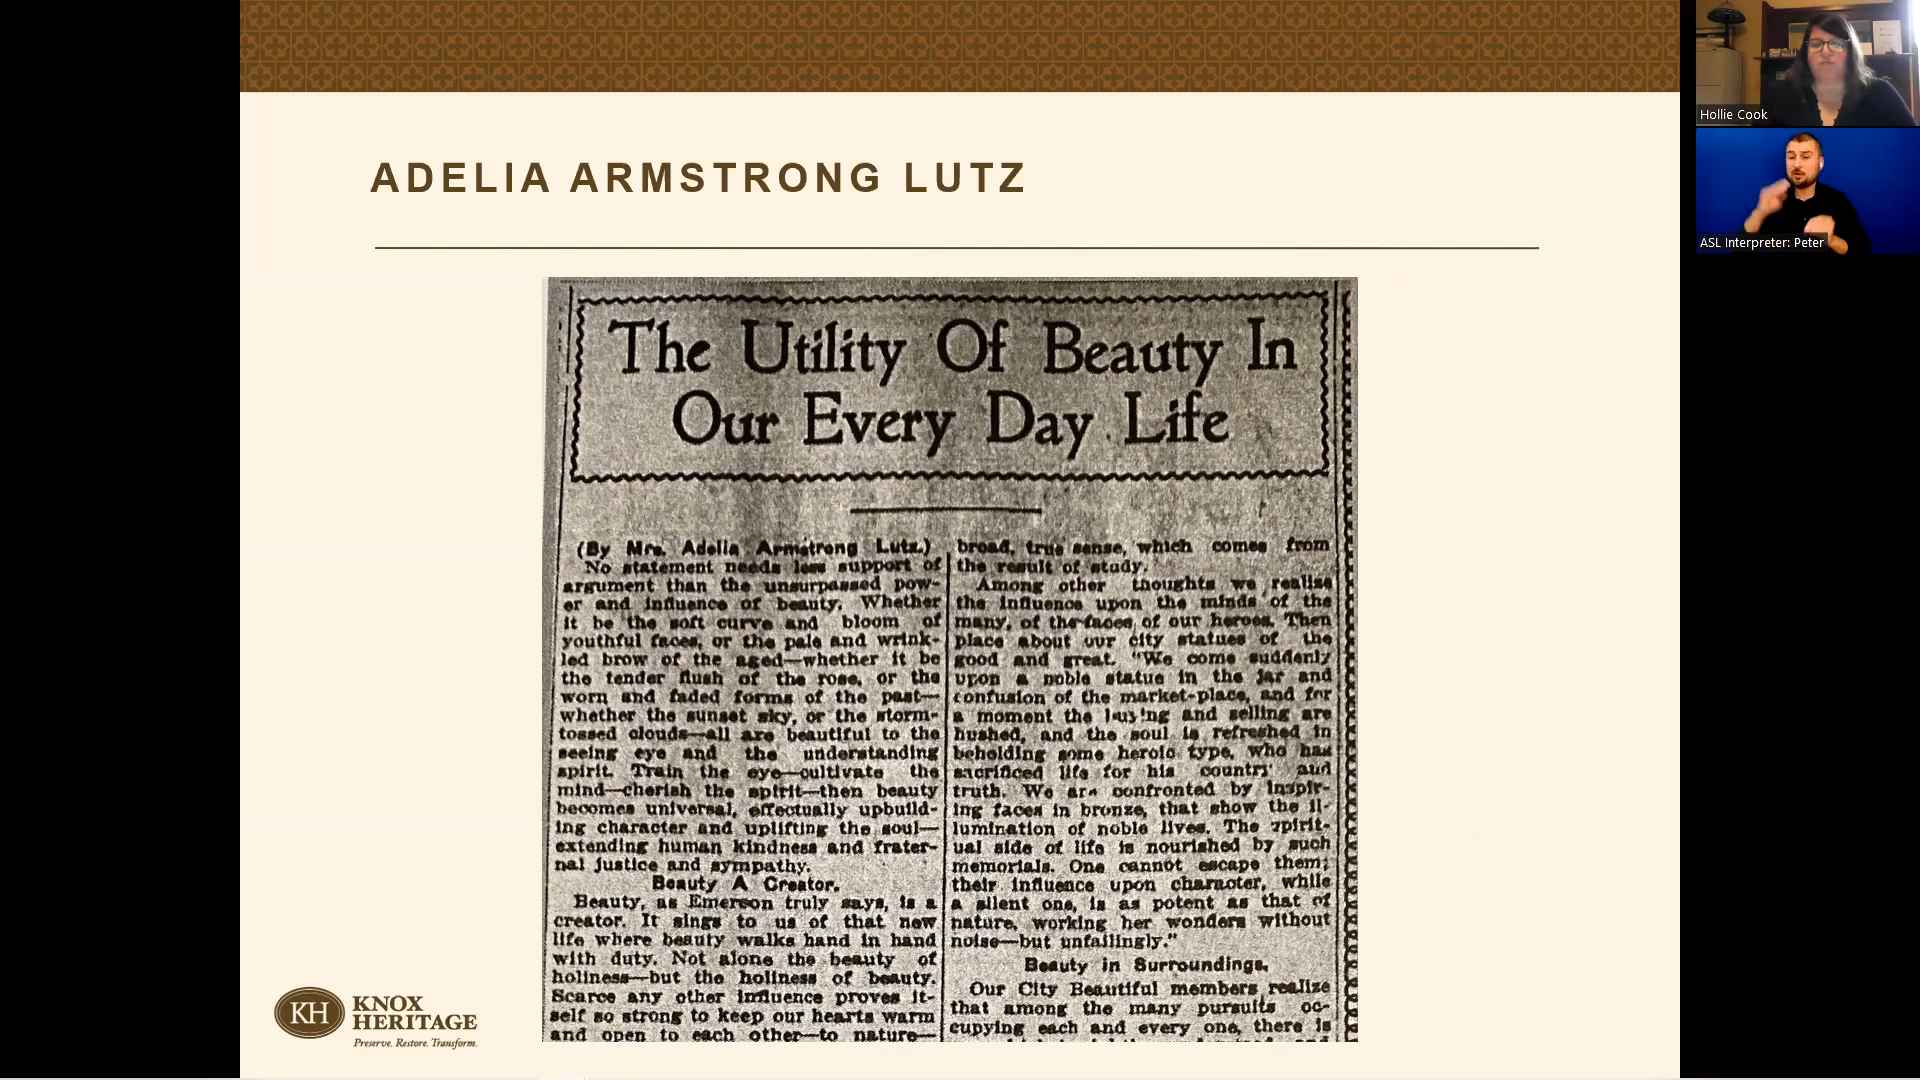 ADELIA ARMSTRONG LUTZ
The Utility Of Beauty In
Our Every Day Life
(By Mrs. Adelia Armstrong Lutz.)
No statement needs less support of
argument than the unsurpassed pow-
er and influence of beauty. Whether
it be the soft curve and bloom of
youthful faces, or the pale and wrink-
led brow of the aged—whether it be
the tender flush of the rose, or the
worn and faded forms of the past—
whether the sunset sky, or the storm-
tossed clouds—all are beautiful to the
seeing eye and the understanding
spirit. Train the eye—cultivate the
mind—cherish the spirit—then beauty
becomes universal, effectually upbuild-
ing character and uplifting the soul—
extending human kindness and frater-
nal justice and sympathy.
Beauty A Creator.
Beauty, as Emerson truly says, is a
creator. It sings to us of that new
life where beauty walks hand in hand
with duty. Not alone the beauty of
holiness—but the holiness of beauty.
Scarce any other influence proves it-
self so strong to keep our hearts warm
and open to each other—to nature—
broad, true sense, which comes from
the result of study.
Among other thoughts we realize
the influence upon the minds of the
many, of the faces of our heroes. Then
place about our city statues of the
good and great. "We come suddenly
upon a noble statue in the jar and
confusion of the market-place, and for
a moment the buying and selling are
hushed, and the soul is refreshed in
beholding some heroic type, who has
sacrificed life for his country and
truth. We are confronted by inspir-
ing faces in bronze, that show the il-
lumination of noble lives. The spirit-
ual side of life is nourished by such
memorials. One cannot escape them;
their influence upon character, while
a silent one, is as potent as that of
nature, working her wonders without
noise—but unfailingly."
Beauty in Surroundings.
Our City Beautiful members realize
that among the many pursuits oc-
cupying each and every one, there is
KH
KNOX
HERITAGE
Preserve. Restore. Transform.
Hollie Cook
ASL Interpreter: Peter